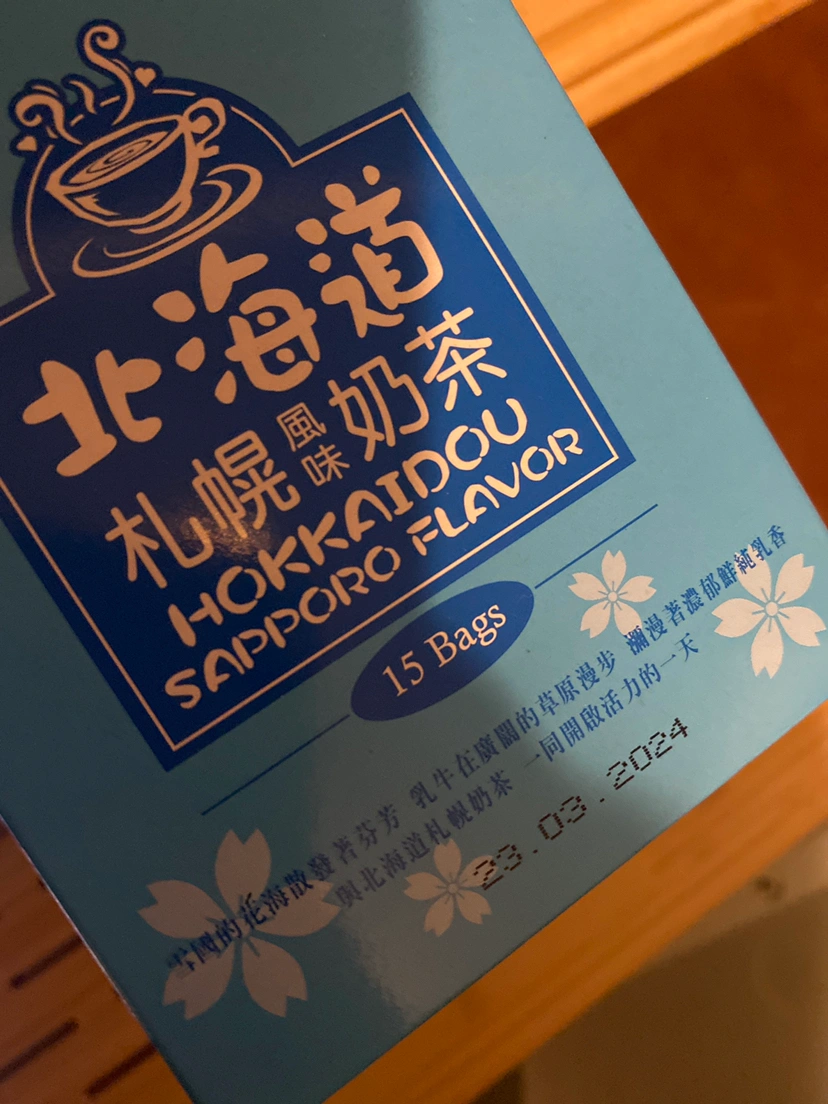 北海道
札幌風味奶茶
HOKKAIDOU
SAPPORO FLAVOR
15 Bags
雪國的花海散發著芬芳 乳牛在廣闊的草原漫步 瀰漫著濃郁鮮純乳香
與北海道札幌奶茶 一同開啟活力的一天
23.03.2024